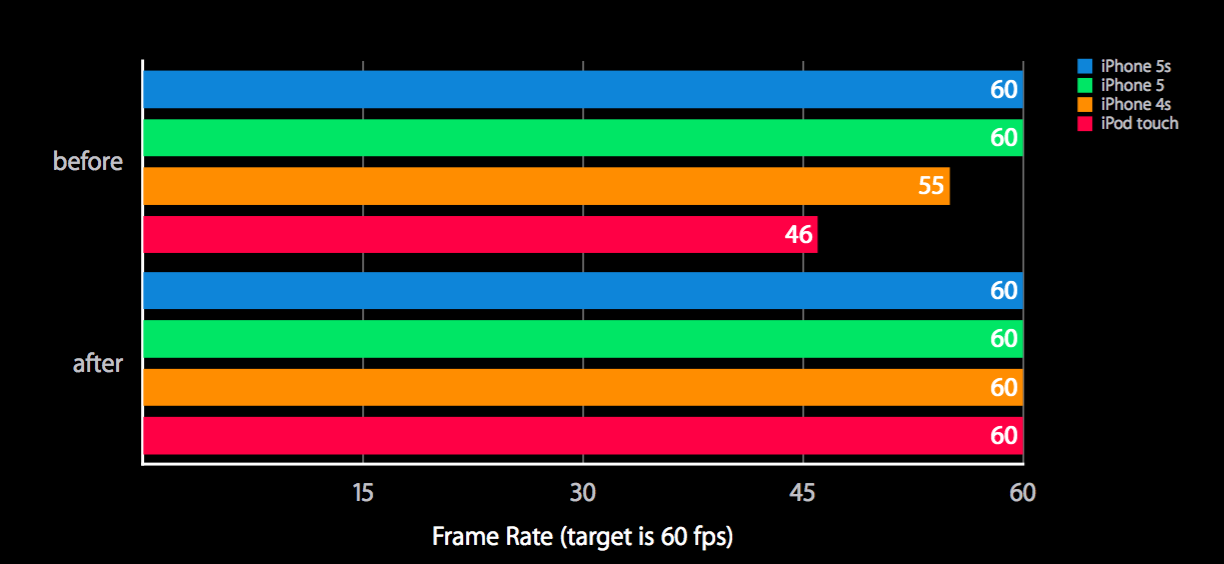 iPhone 5s
iPhone 5
iPhone 4s
iPod touch
before
60
60
55
46
after
60
60
60
60
15 30 45 60
Frame Rate (target is 60 fps)